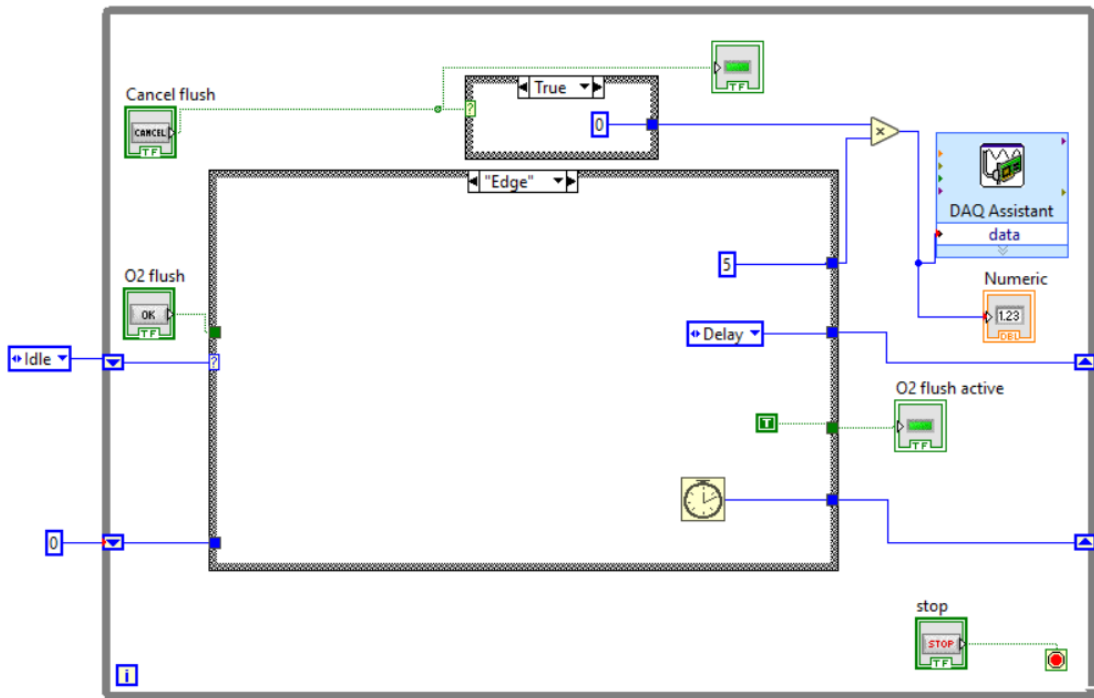 True
Cancel flush
CANCEL
TF
?
0
TF
×
"Edge"
DAQ Assistant
data
O2 flush
OK
TF
5
Numeric
1.23
DBL
Idle
?
Delay
O2 flush active
T
TF
0
stop
STOP
TF
i